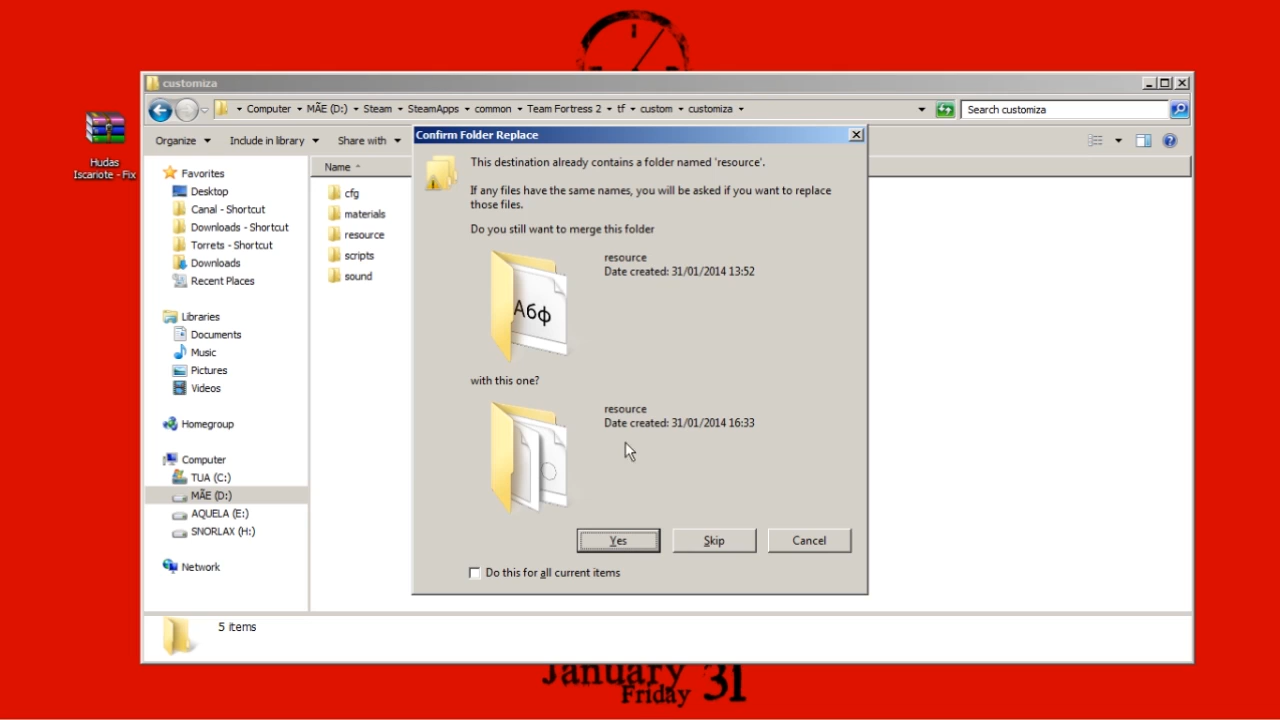 customiza
Computer MÃE (D:) Steam SteamApps common Team Fortress 2 tf custom customiza
Search customiza
Organize Include in library Share with
Hudas
Iscariote - Fix
Favorites
Desktop
Canal - Shortcut
Downloads - Shortcut
Torrets - Shortcut
Downloads
Recent Places
Libraries
Documents
Music
Pictures
Videos
Homegroup
Computer
TUA (C:)
MÃE (D:)
AQUELA (E:)
SNORLAX (H:)
Network
Name
cfg
materials
resource
scripts
sound
Confirm Folder Replace
This destination already contains a folder named 'resource'.
If any files have the same names, you will be asked if you want to replace
those files.
Do you still want to merge this folder
resource
Date created: 31/01/2014 13:52
Абф
with this one?
resource
Date created: 31/01/2014 16:33
Yes Skip Cancel
Do this for all current items
5 items
January 31
Friday